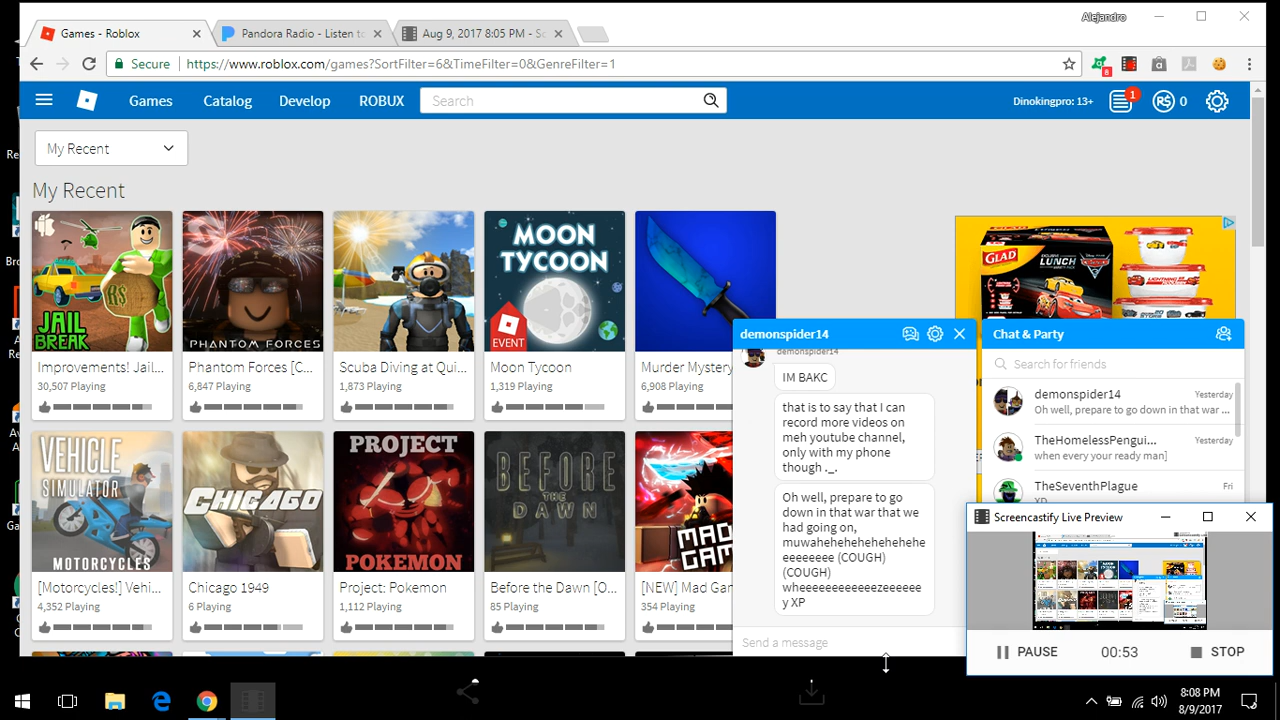 Alejandro
Games - Roblox
Pandora Radio - Listen to
Aug 9, 2017 8:05 PM - Sc
Secure
https://www.roblox.com/games?SortFilter=6&TimeFilter=0&GenreFilter=1
8
Games
Catalog
Develop
ROBUX
Search
Dinokingpro: 13+
1
R$
0
My Recent
My Recent
JAIL
BREAK
R$
PHANTOM FORCES
MOON
TYCOON
EVENT
GLAD
LUNCH
Improvements! Jail...
30,507 Playing
Phantom Forces [C...
6,847 Playing
Scuba Diving at Qui...
1,873 Playing
Moon Tycoon
1,319 Playing
Murder Mystery
6,908 Playing
VEHICLE
SIMULATOR
MOTORCYCLES
CHICAGO
PROJECT
POKEMON
BEFORE
THE
DAWN
MAD
GAM
[Motorcycles!] Vehi...
4,352 Playing
Chicago 1949
6 Playing
Project Pokemon
1,112 Playing
Before the Dawn [O...
85 Playing
[NEW] Mad Gam
354 Playing
demonspider14
demonspider14
IM BAKC
that is to say that I can
record more videos on
meh youtube channel,
only with my phone
though ._.
Oh well, prepare to go
down in that war that we
had going on,
muwahehehehehehehe
eeeeeee (COUGH)
(COUGH)
wheeeeeeeeeeezeeeeee
y XP
Send a message
Chat & Party
Search for friends
demonspider14
Yesterday
Oh well, prepare to go down in that war ...
TheHomelessPengui...
Yesterday
when every your ready man]
TheSeventhPlague
Fri
XP
Screencastify Live Preview
PAUSE
00:53
STOP
8:08 PM
8/9/2017